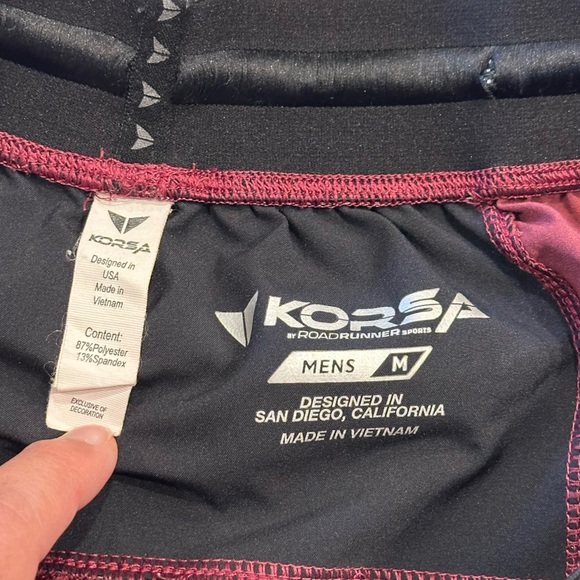 KORSA
Designed in
USA
Made in
Vietnam
Content:
87%Polyester
13%Spandex
EXCLUSIVE OF
DECORATION
KORSA
BY ROADRUNNER SPORTS
MENS M
DESIGNED IN
SAN DIEGO, CALIFORNIA
MADE IN VIETNAM